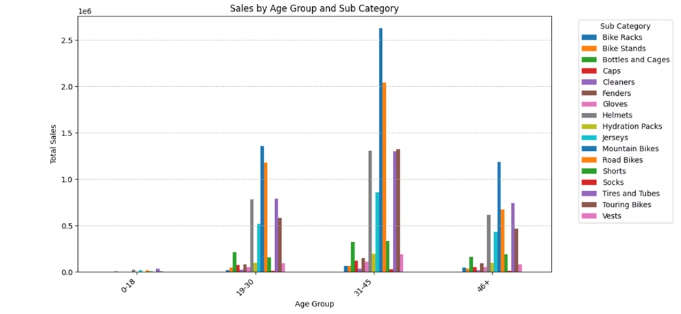 Sales by Age Group and Sub Category
1e6
2.5
2.0
1.5
1.0
0.5
0.0
Total Sales
0-18
19-30
31-45
46+
Age Group
Sub Category
Bike Racks
Bike Stands
Bottles and Cages
Caps
Cleaners
Fenders
Gloves
Helmets
Hydration Packs
Jerseys
Mountain Bikes
Road Bikes
Shorts
Socks
Tires and Tubes
Touring Bikes
Vests